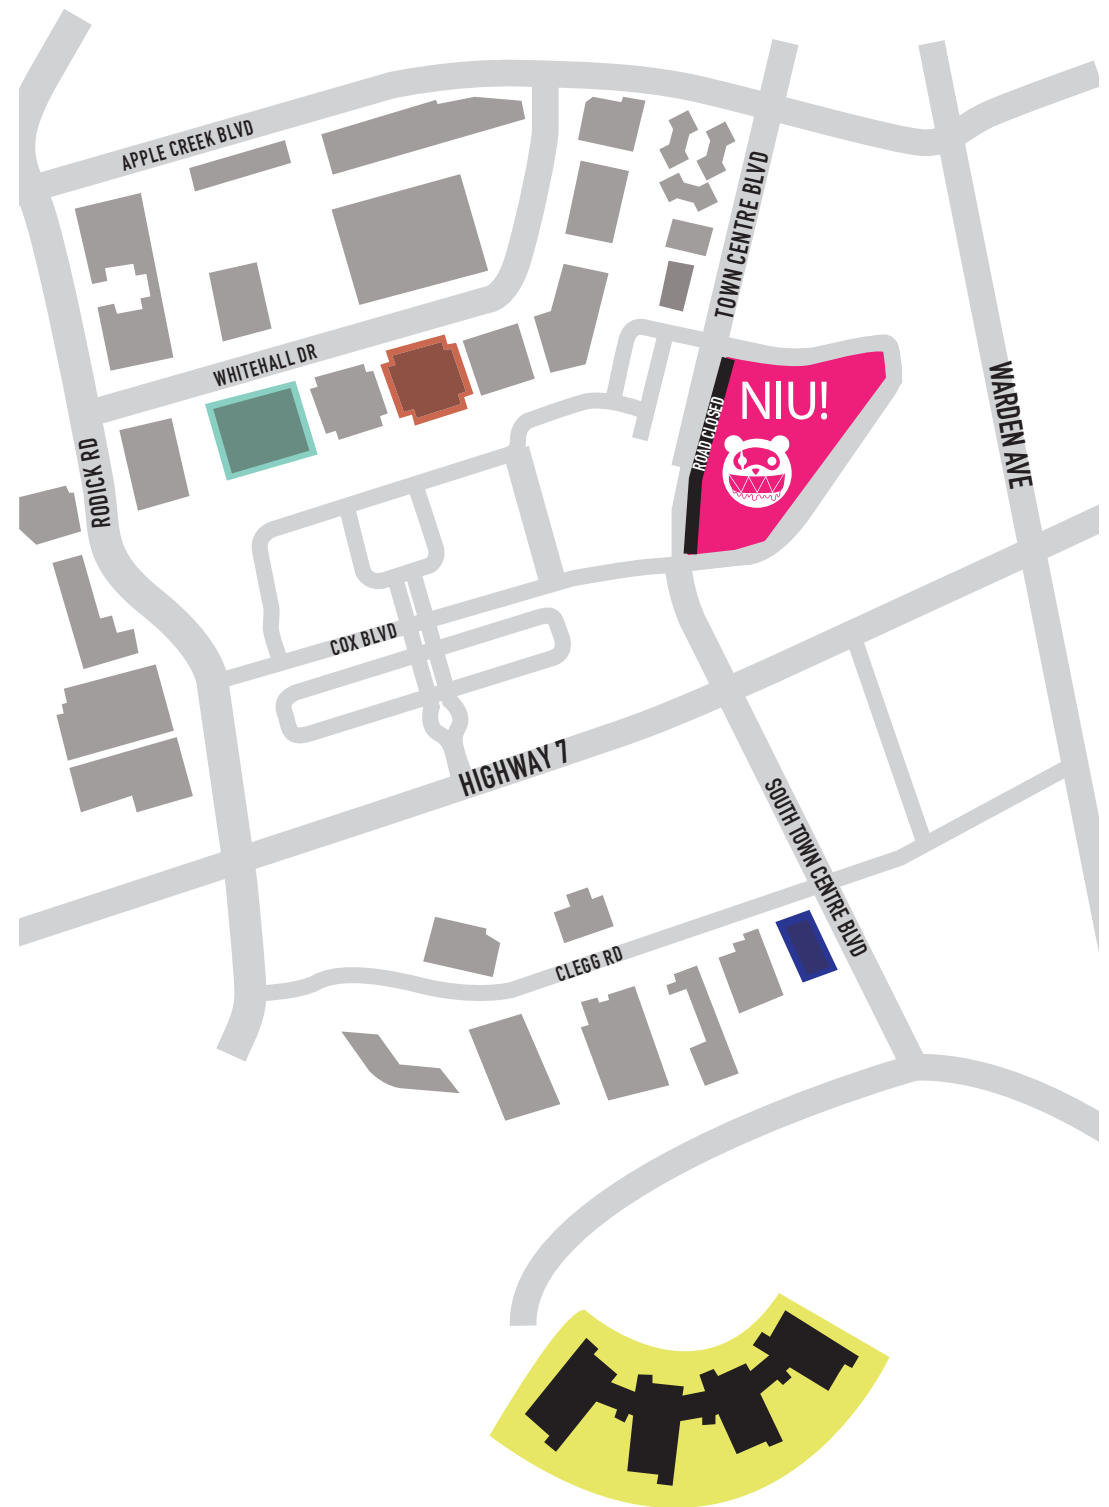 APPLE CREEK BLVD
TOWN CENTRE BLVD
WHITEHALL DR
NIU!
ROAD CLOSED
WARDEN AVE
RODICK RD
COX BLVD
HIGHWAY 7
SOUTH TOWN CENTRE BLVD
CLEGG RD